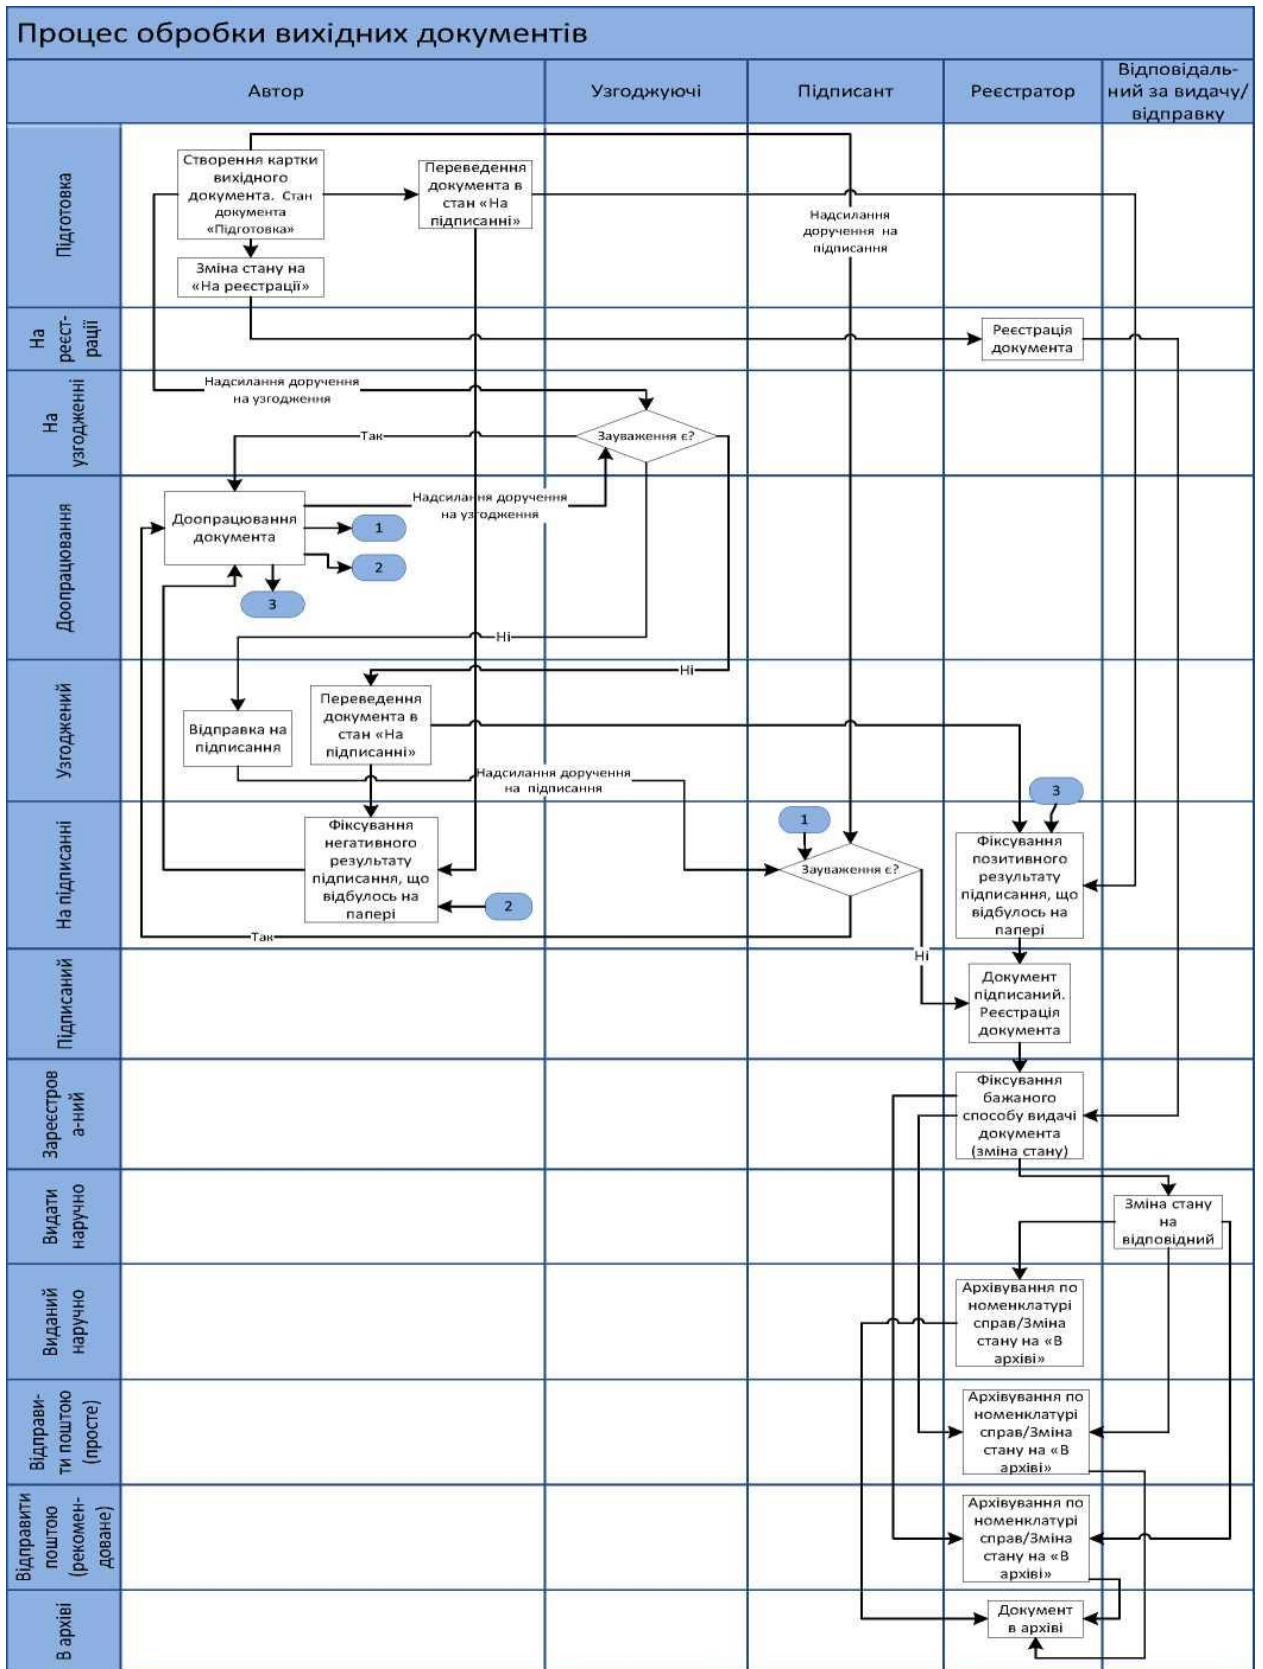 Процес обробки вихідних документів
Автор
Узгоджуючі
Підписант
Реєстратор
Відповідаль-
ний за видачу/
відправку
Підготовка
Створення картки
вихідного
документа. Стан
документа
«Підготовка»
Переведення
документа в
стан «На
підписанні»
Надсилання
доручення на
підписання
Зміна стану на
«На реєстрації»
На
реєст-
рації
Реєстрація
документа
На
узгодженні
Надсилання доручення
на узгодження
Так
Зауваження є?
Доопрацювання
Доопрацювання
документа
Надсилання доручення
на узгодження
1
2
3
Ні
Ні
Узгоджений
Відправка на
підписання
Переведення
документа в
стан «На
підписанні»
Надсилання доручення
на підписання
3
На підписанні
Фіксування
негативного
результату
підписання, що
відбулось на
папері
2
1
Зауваження є?
Фіксування
позитивного
результату
підписання, що
відбулось на
папері
Так
Ні
Підписаний
Документ
підписаний.
Реєстрація
документа
Зареєстров
а-ний
Фіксування
бажаного
способу видачі
документа
(зміна стану)
Видати
наручно
Зміна стану
на
відповідний
Виданий
наручно
Архівування по
номенклатурі
справ/Зміна
стану на «В
архіві»
Відправи-
ти поштою
(просте)
Архівування по
номенклатурі
справ/Зміна
стану на «В
архіві»
Відправити
поштою
(рекомен-
доване)
Архівування по
номенклатурі
справ/Зміна
стану на «В
архіві»
В архіві
Документ
в архіві